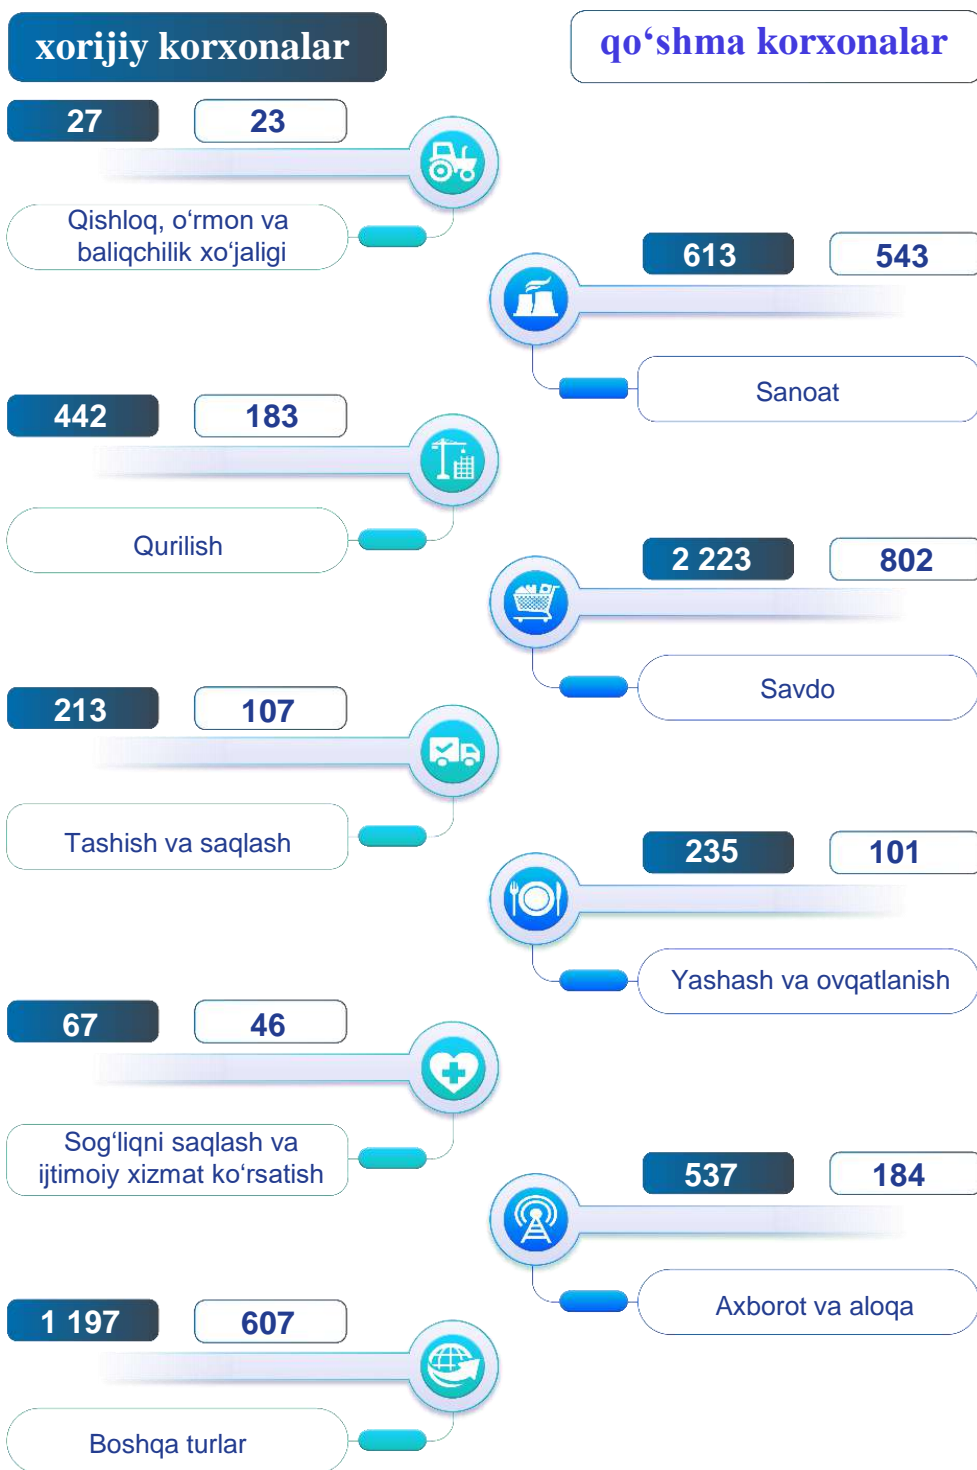 xorijiy korxonalar
qo‘shma korxonalar
27
23
Qishloq, o‘rmon va
baliqchilik xo‘jaligi
613
543
Sanoat
442
183
Qurilish
2 223
802
Savdo
213
107
Tashish va saqlash
235
101
Yashash va ovqatlanish
67
46
Sog‘liqni saqlash va
ijtimoiy xizmat ko‘rsatish
537
184
Axborot va aloqa
1 197
607
Boshqa turlar